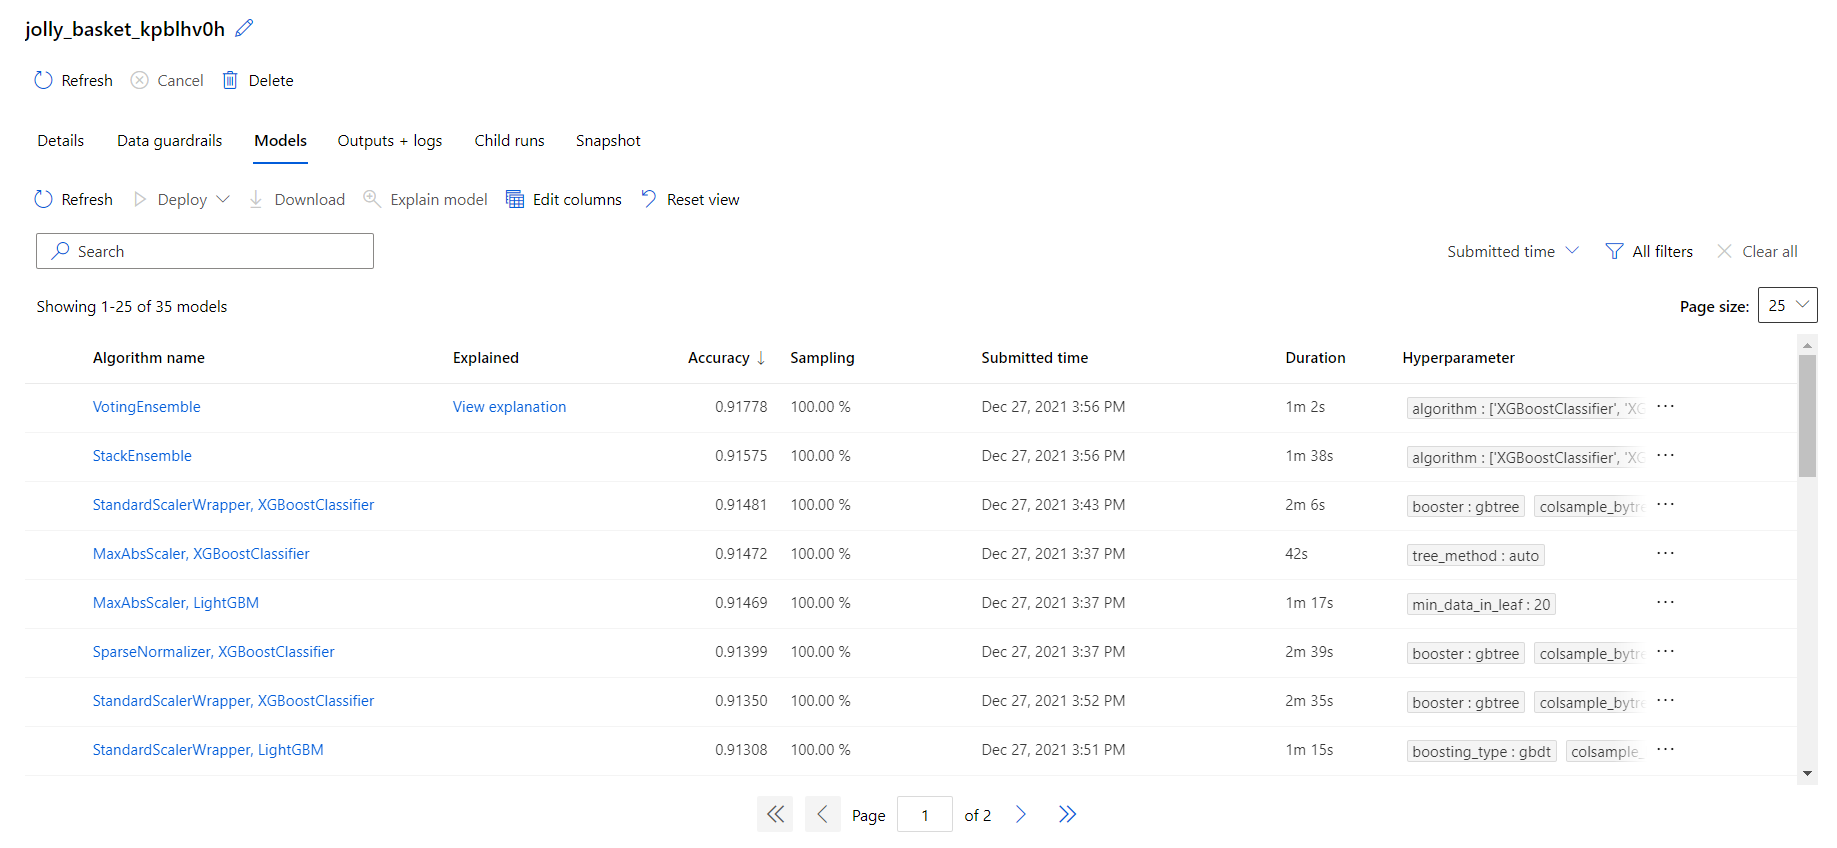 jolly_basket_kpblhv0h
Refresh Cancel Delete
Details Data guardrails Models Outputs + logs Child runs Snapshot
Refresh Deploy Download Explain model Edit columns Reset view
Search Submitted time All filters Clear all
Showing 1-25 of 35 models Page size: 25
Algorithm name Explained Accuracy ↓ Sampling Submitted time Duration Hyperparameter
VotingEnsemble View explanation 0.91778 100.00 % Dec 27, 2021 3:56 PM 1m 2s algorithm : ['XGBoostClassifier', 'XG ...
StackEnsemble 0.91575 100.00 % Dec 27, 2021 3:56 PM 1m 38s algorithm : ['XGBoostClassifier', 'XG ...
StandardScalerWrapper, XGBoostClassifier 0.91481 100.00 % Dec 27, 2021 3:43 PM 2m 6s booster : gbtree colsample_bytre ...
MaxAbsScaler, XGBoostClassifier 0.91472 100.00 % Dec 27, 2021 3:37 PM 42s tree_method : auto ...
MaxAbsScaler, LightGBM 0.91469 100.00 % Dec 27, 2021 3:37 PM 1m 17s min_data_in_leaf : 20 ...
SparseNormalizer, XGBoostClassifier 0.91399 100.00 % Dec 27, 2021 3:37 PM 2m 39s booster : gbtree colsample_bytre ...
StandardScalerWrapper, XGBoostClassifier 0.91350 100.00 % Dec 27, 2021 3:52 PM 2m 35s booster : gbtree colsample_bytre ...
StandardScalerWrapper, LightGBM 0.91308 100.00 % Dec 27, 2021 3:51 PM 1m 15s boosting_type : gbdt colsample_ ...
Page 1 of 2